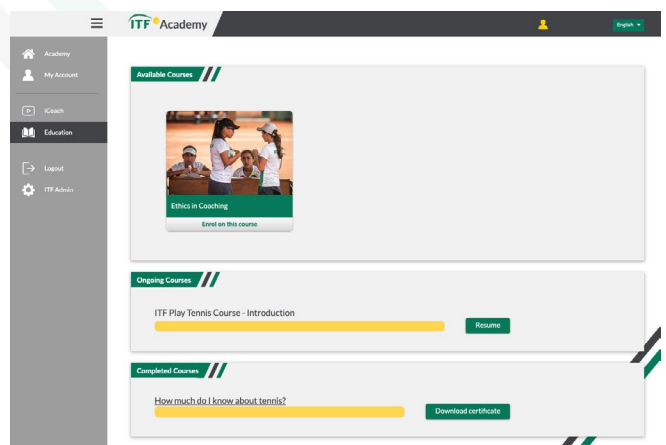 ITF Academy
English
Academy
My Account
iCoach
Education
Logout
ITF Admin
Available Courses
Ethics in Coaching
Enrol on this course
Ongoing Courses
ITF Play Tennis Course - Introduction
Resume
Completed Courses
How much do I know about tennis?
Download certificate